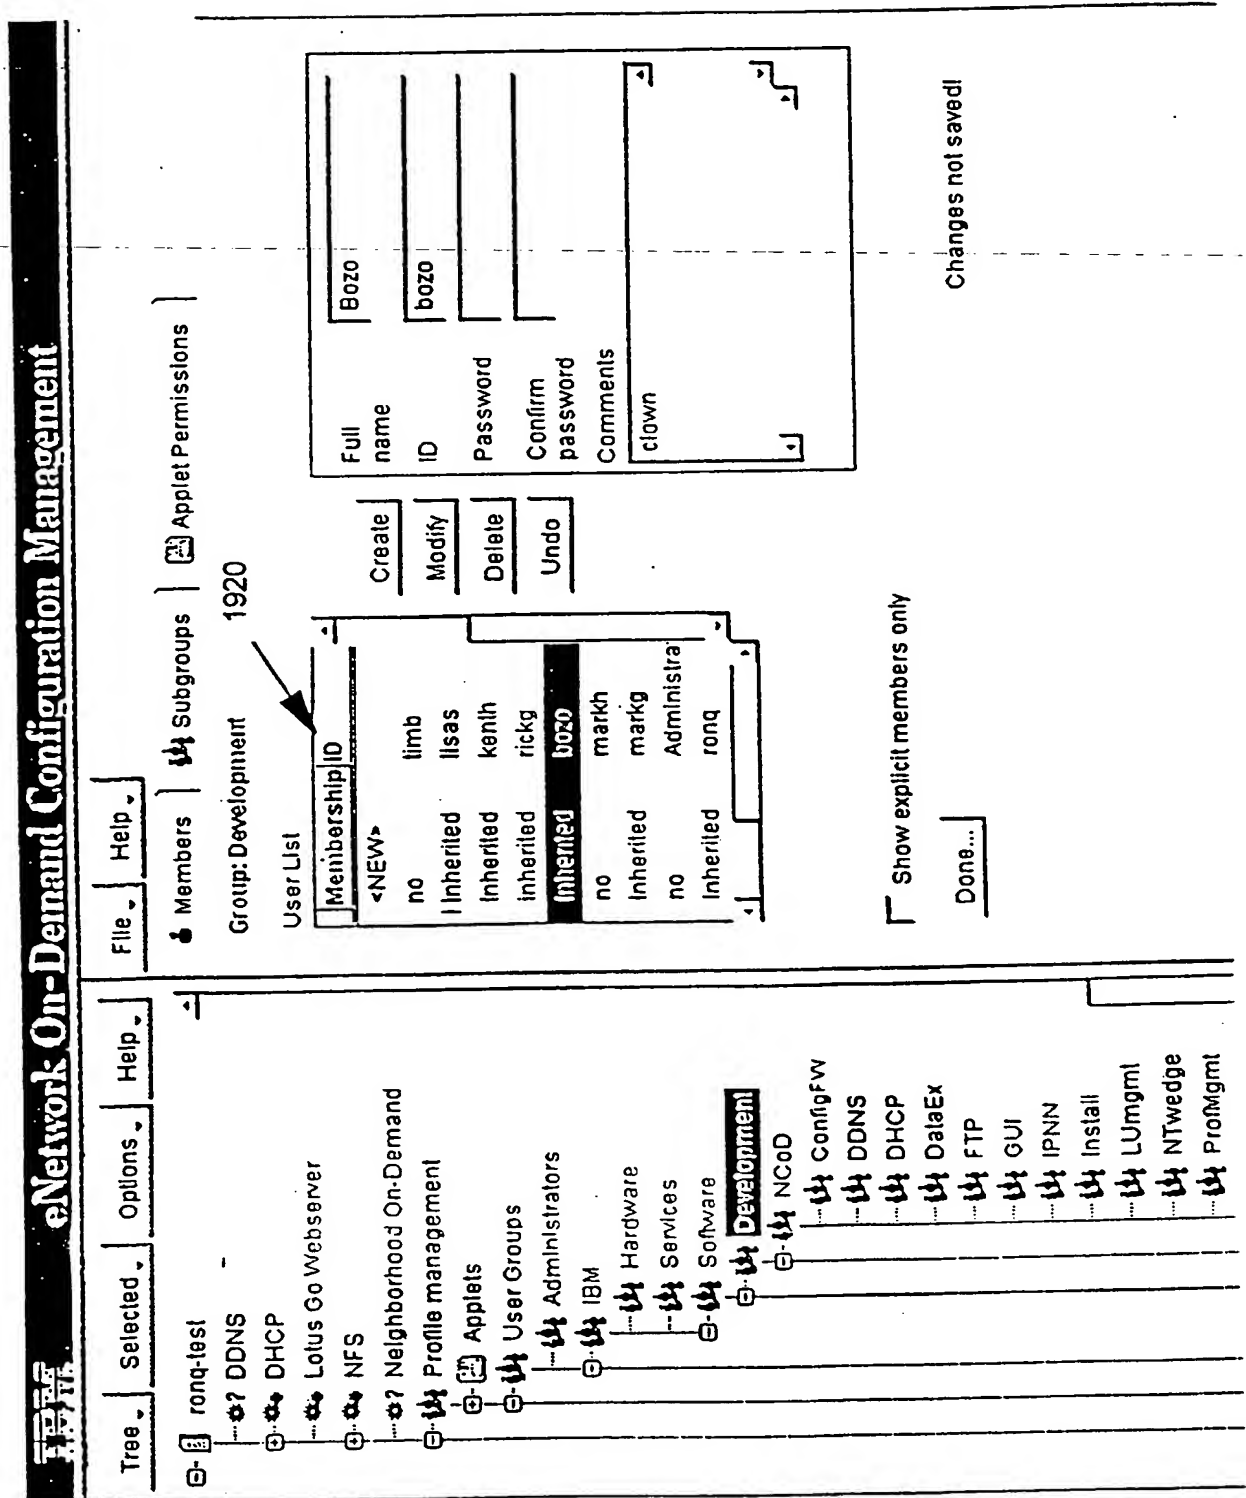 IBM
eNetwork On-Demand Configuration Management
Tree
Selected
Options
Help
ronq-test
? DDNS
DHCP
Lotus Go Webserver
NFS
? Neighborhood On-Demand
Profile management
Applets
User Groups
Administrators
IBM
Hardware
Services
Software
Development
NCoD
ConfigFW
DDNS
DHCP
DataEx
FTP
GUI
IPNN
Install
LUmgmt
NTwedge
ProfMgmt
File
Help
Members
Subgroups
Applet Permissions
Group: Development
1920
User List
Membership ID
<NEW>
no timb
Inherited lisas
Inherited kenth
Inherited rickg
Inherited bozo
no markh
Inherited markg
no Administra
Inherited ronq
Create
Modify
Delete
Undo
Full name Bozo
ID bozo
Password
Confirm password
Comments
clown
Show explicit members only
Done...
Changes not saved!